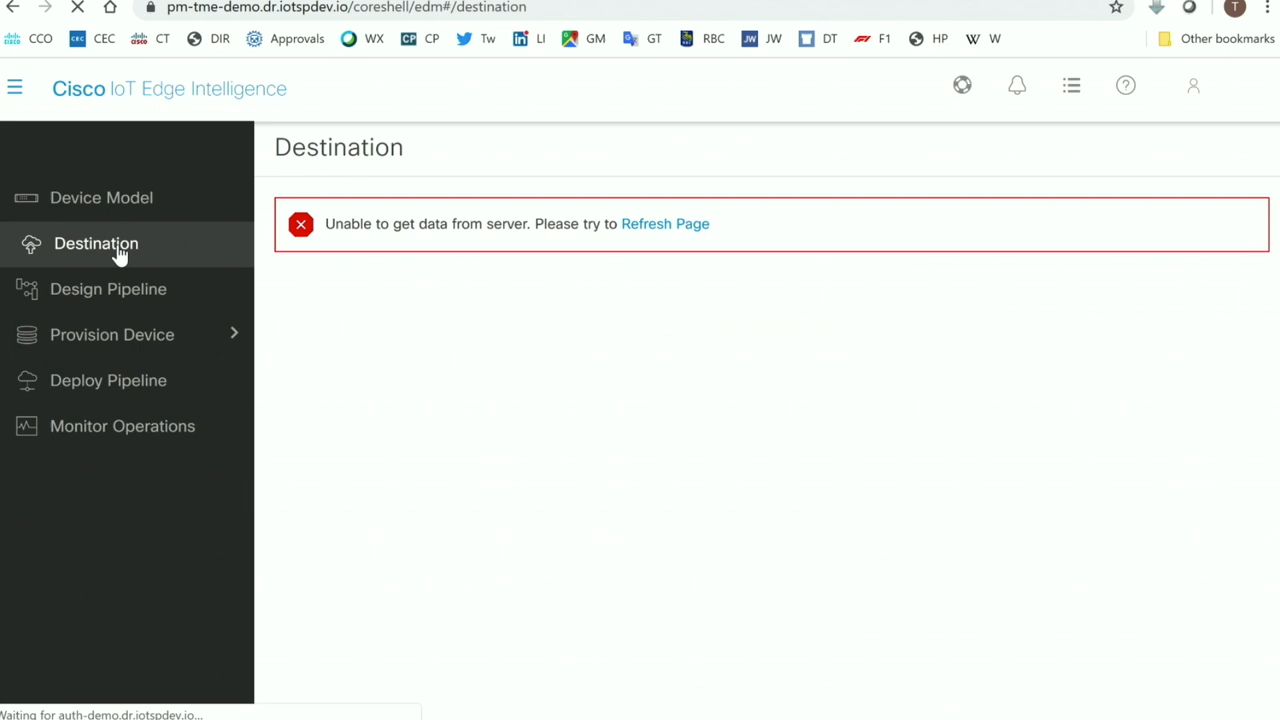 pm-tme-demo.dr.iotspdev.io/coreshell/edm#/destination
T
CCO CEC CT DIR Approvals WX CP Tw LI GM GT RBC JW DT F1 HP W Other bookmarks
Cisco IoT Edge Intelligence
Destination
Unable to get data from server. Please try to Refresh Page
Device Model
Destination
Design Pipeline
Provision Device
Deploy Pipeline
Monitor Operations
Waiting for auth-demo.dr.iotspdev.io...